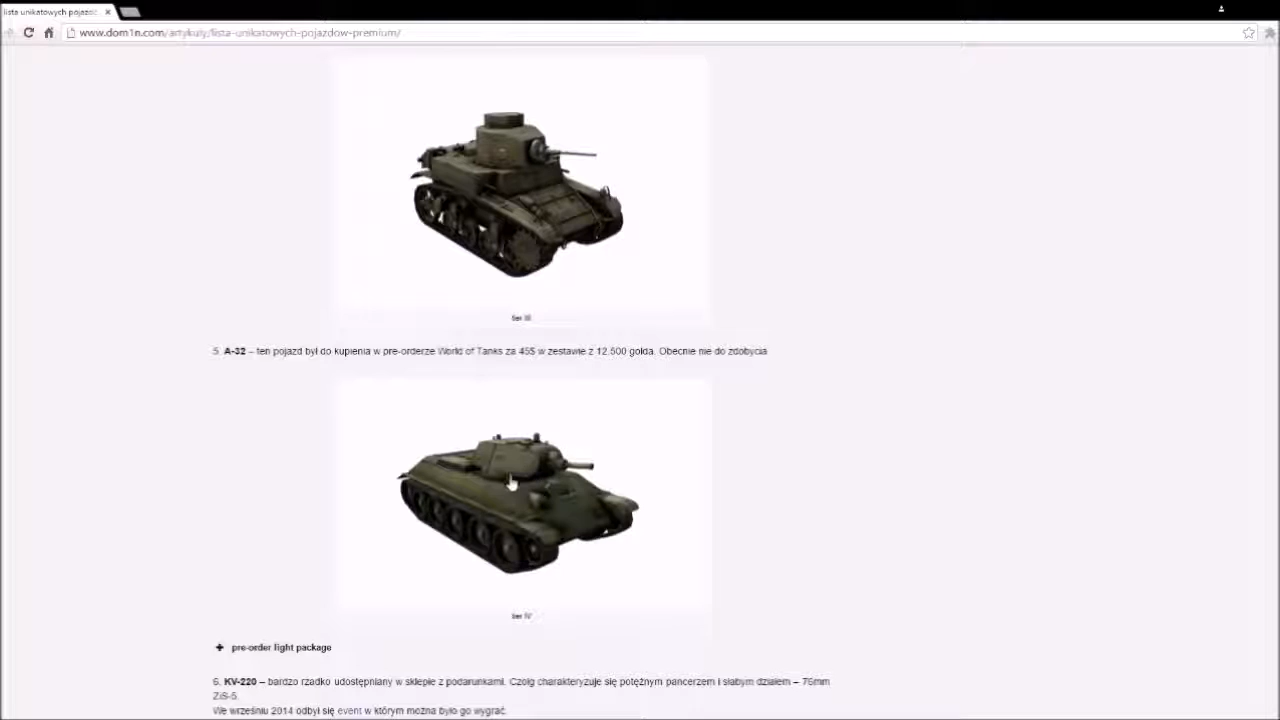 lista unikatowych pojazdó
www.dom1n.com/artykuly/lista-unikatowych-pojazdow-premium/
tier III
5. A-32 – ten pojazd był do kupienia w pre-orderze World of Tanks za 45$ w zestawie z 12.500 golda. Obecnie nie do zdobycia
tier IV
pre-order light package
6. KV-220 – bardzo rzadko udostępniany w sklepie z podarunkami. Czołg charakteryzuje się potężnym pancerzem i słabym działem – 76mm
ZiS-5.
We wrześniu 2014 odbył się event w którym można było go wygrać.